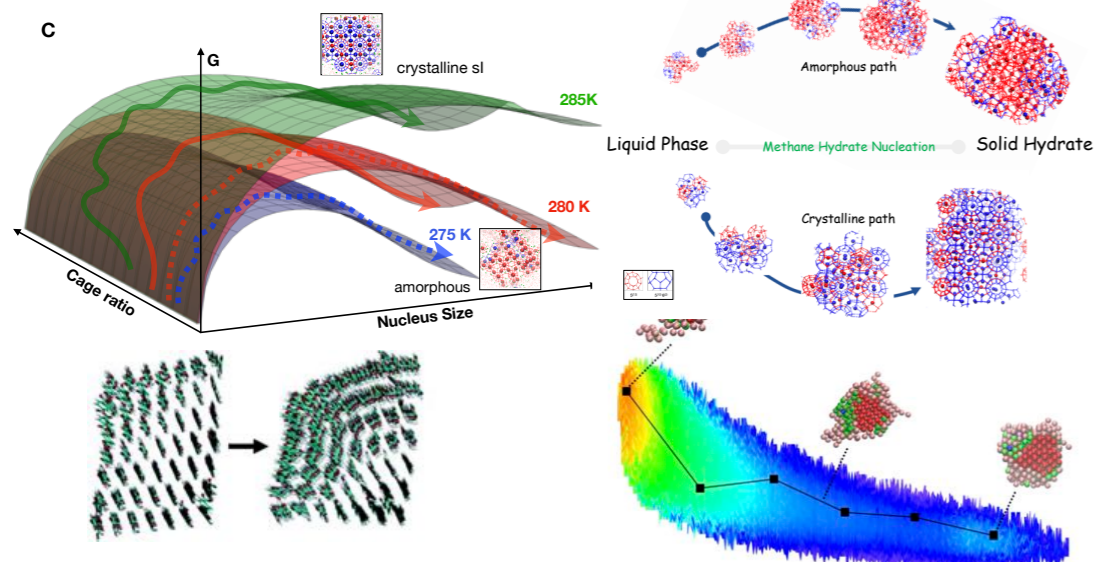 C
G
crystalline sI
285K
280 K
275 K
amorphous
Cage ratio
Nucleus Size
Amorphous path
Liquid Phase
Methane Hydrate Nucleation
Solid Hydrate
Crystalline path